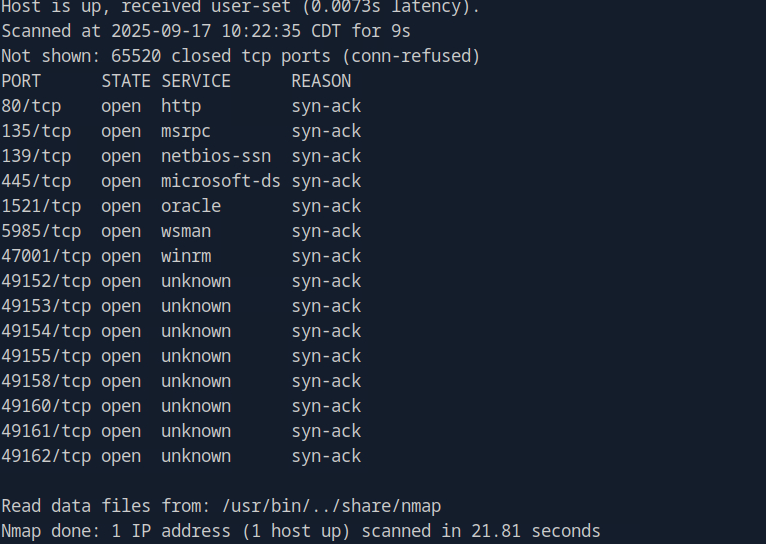 Host is up, received user-set (0.0073s latency).
Scanned at 2025-09-17 10:22:35 CDT for 9s
Not shown: 65520 closed tcp ports (conn-refused)
PORT      STATE SERVICE      REASON
80/tcp    open  http         syn-ack
135/tcp   open  msrpc        syn-ack
139/tcp   open  netbios-ssn  syn-ack
445/tcp   open  microsoft-ds syn-ack
1521/tcp  open  oracle       syn-ack
5985/tcp  open  wsman        syn-ack
47001/tcp open  winrm        syn-ack
49152/tcp open  unknown      syn-ack
49153/tcp open  unknown      syn-ack
49154/tcp open  unknown      syn-ack
49155/tcp open  unknown      syn-ack
49158/tcp open  unknown      syn-ack
49160/tcp open  unknown      syn-ack
49161/tcp open  unknown      syn-ack
49162/tcp open  unknown      syn-ack
Read data files from: /usr/bin/../share/nmap
Nmap done: 1 IP address (1 host up) scanned in 21.81 seconds